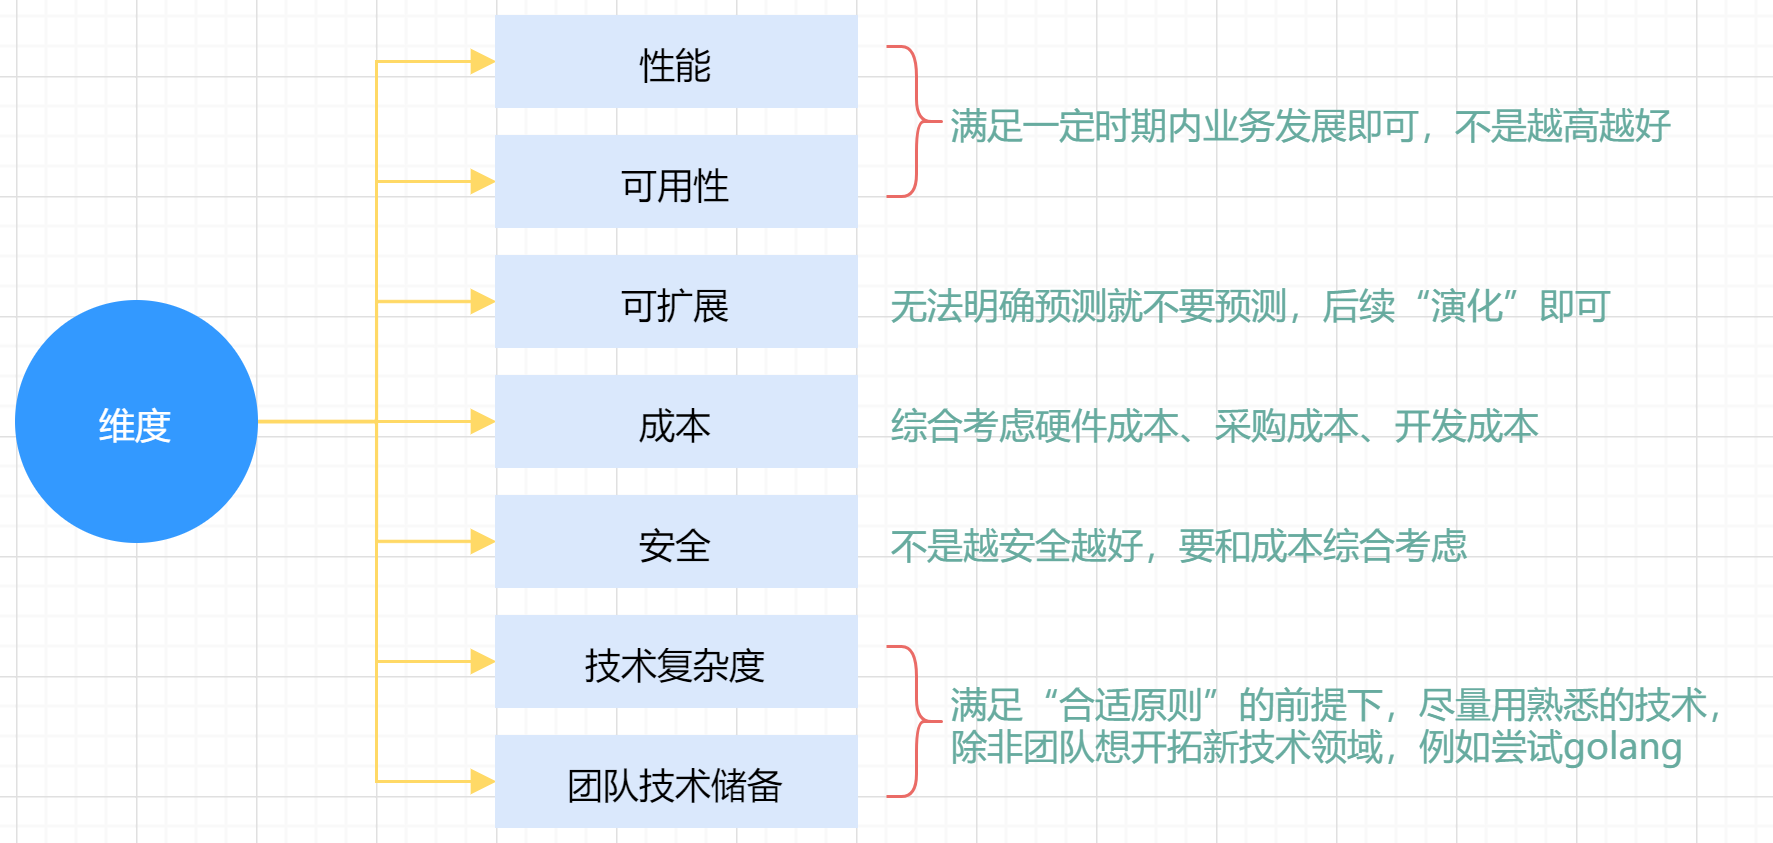 性能
可用性
满足一定时期内业务发展即可，不是越高越好
可扩展
无法明确预测就不要预测，后续“演化”即可
维度
成本
综合考虑硬件成本、采购成本、开发成本
安全
不是越安全越好，要和成本综合考虑
技术复杂度
团队技术储备
满足“合适原则”的前提下，尽量用熟悉的技术，
除非团队想开拓新技术领域，例如尝试golang